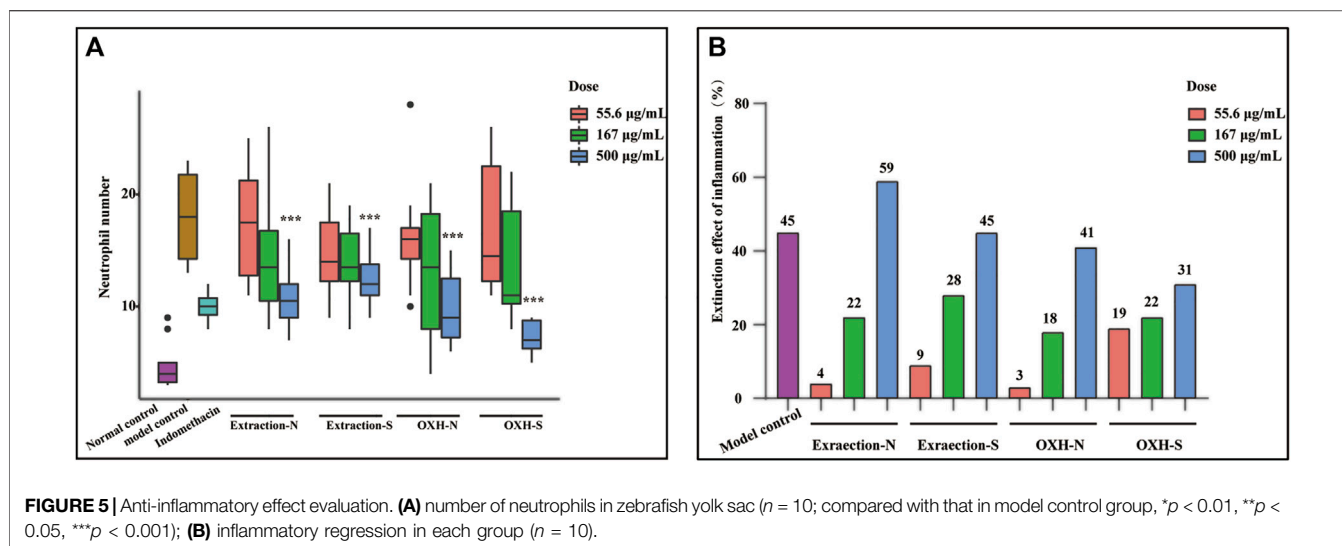 A
Dose
55.6 μg/mL
167 μg/mL
500 μg/mL
Neutrophil number
20
10
***
***
***
***
Normal control
model control
Indomethacin
Extraction-N
Extraction-S
OXH-N
OXH-S
B
Dose
55.6 μg/mL
167 μg/mL
500 μg/mL
Extinction effect of inflammation (%)
80
60
40
20
0
45
4
22
59
9
28
45
3
18
41
19
22
31
Model control
Exraection-N
Exraection-S
OXH-N
OXH-S
FIGURE 5 | Anti-inflammatory effect evaluation. (A) number of neutrophils in zebrafish yolk sac (n = 10; compared with that in model control group, *p < 0.01, **p <
0.05, ***p < 0.001); (B) inflammatory regression in each group (n = 10).